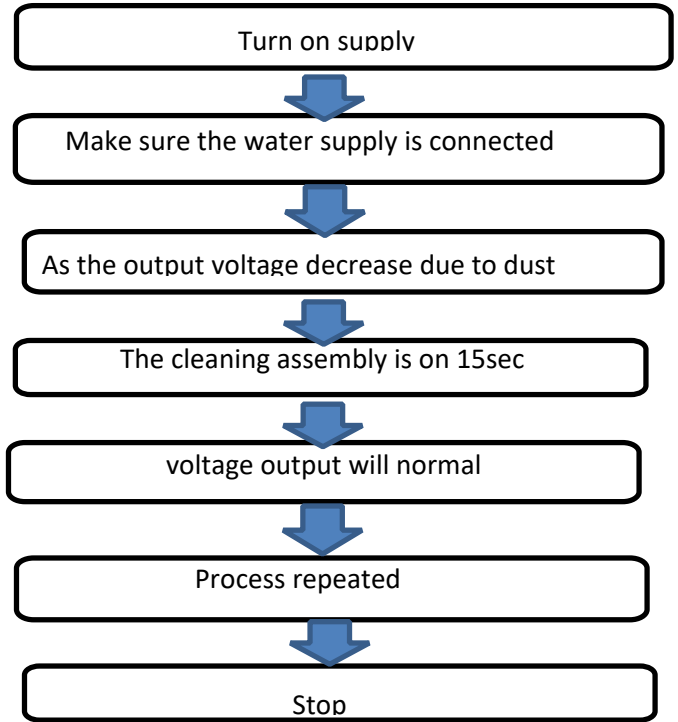 Turn on supply
Make sure the water supply is connected
As the output voltage decrease due to dust
The cleaning assembly is on 15sec
voltage output will normal
Process repeated
Stop